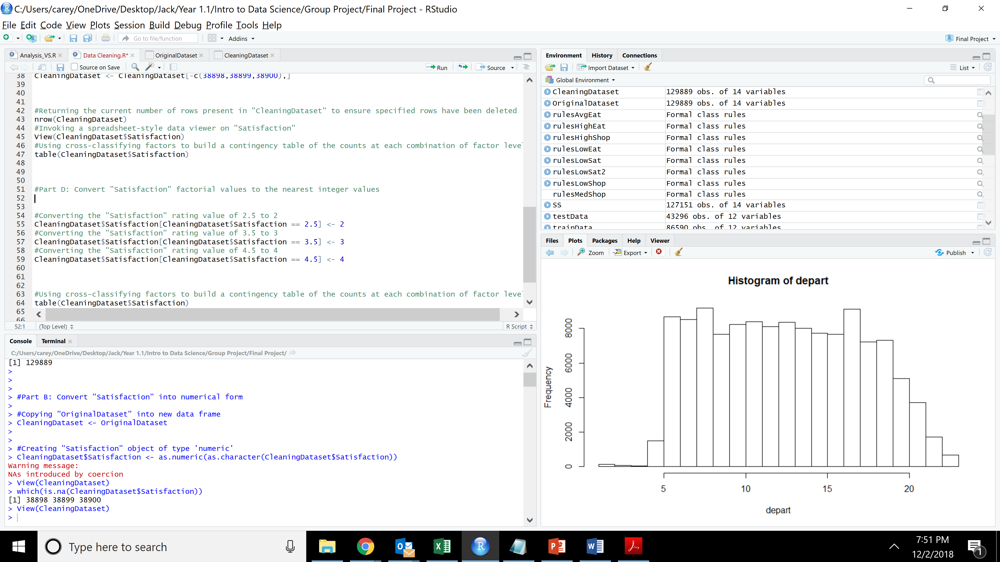 C:/Users/carey/OneDrive/Desktop/Jack/Year 1.1/Intro to Data Science/Group Project/Final Project - RStudio
File Edit Code View Plots Session Build Debug Profile Tools Help
Go to file/function Addins Final Project
Analysis_VS.R Data Cleaning.R* OriginalDataset CleaningDataset
Source on Save Run Source
38 CleaningDataset <- CleaningDataset[-c(38898,38899,38900),]
39
40
41
42 #Returning the current number of rows present in "CleaningDataset" to ensure specified rows have been deleted
43 nrow(CleaningDataset)
44 #Invoking a spreadsheet-style data viewer on "Satisfaction"
45 View(CleaningDataset$Satisfaction)
46 #Using cross-classifying factors to build a contingency table of the counts at each combination of factor leve
47 table(CleaningDataset$Satisfaction)
48
49
50
51 #Part D: Convert "Satisfaction" factorial values to the nearest integer values
52
53
54 #Converting the "Satisfaction" rating value of 2.5 to 2
55 CleaningDataset$Satisfaction[CleaningDataset$Satisfaction == 2.5] <- 2
56 #Converting the "Satisfaction" rating value of 3.5 to 3
57 CleaningDataset$Satisfaction[CleaningDataset$Satisfaction == 3.5] <- 3
58 #Converting the "Satisfaction" rating value of 4.5 to 4
59 CleaningDataset$Satisfaction[CleaningDataset$Satisfaction == 4.5] <- 4
60
61
62
63 #Using cross-classifying factors to build a contingency table of the counts at each combination of factor leve
64 table(CleaningDataset$Satisfaction)
65
66
52:1 (Top Level) R Script
Console Terminal
C:/Users/carey/OneDrive/Desktop/Jack/Year 1.1/Intro to Data Science/Group Project/Final Project/
[1] 129889
>
>
>
> #Part B: Convert "Satisfaction" into numerical form
>
> #Copying "OriginalDataset" into new data frame
> CleaningDataset <- OriginalDataset
>
>
> #Creating "Satisfaction" object of type 'numeric'
> CleaningDataset$Satisfaction <- as.numeric(as.character(CleaningDataset$Satisfaction))
Warning message:
NAs introduced by coercion
> View(CleaningDataset)
> which(is.na(CleaningDataset$Satisfaction))
[1] 38898 38899 38900
> View(CleaningDataset)
>
Environment History Connections
Import Dataset List
Global Environment
CleaningDataset 129889 obs. of 14 variables
OriginalDataset 129889 obs. of 14 variables
rulesAvgEat Formal class rules
rulesHighEat Formal class rules
rulesHighShop Formal class rules
rulesLowEat Formal class rules
rulesLowSat Formal class rules
rulesLowSat2 Formal class rules
rulesLowShop Formal class rules
rulesMedShop Formal class rules
SS 127151 obs. of 14 variables
testData 43296 obs. of 12 variables
trainData 86590 obs. of 12 variables
Files Plots Packages Help Viewer
Zoom Export Publish
Histogram of depart
Frequency
8000
6000
4000
2000
0
5 10 15 20
depart
Type here to search
7:51 PM
12/2/2018
1